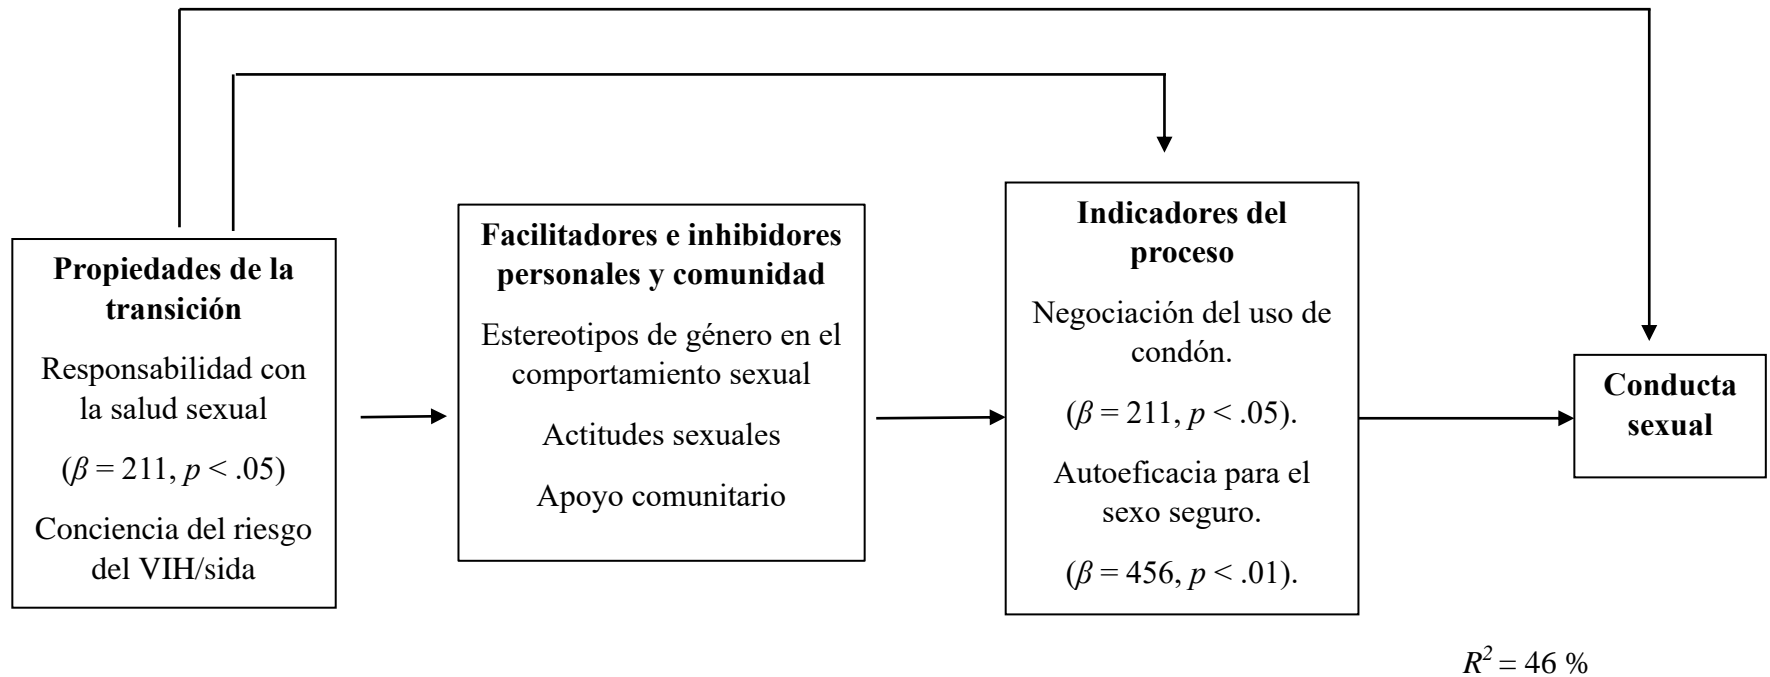 Propiedades de la
transición
Responsabilidad con
la salud sexual
(β = 211, p < .05)
Conciencia del riesgo
del VIH/sida
Facilitadores e inhibidores
personales y comunidad
Estereotipos de género en el
comportamiento sexual
Actitudes sexuales
Apoyo comunitario
Indicadores del
proceso
Negociación del uso de
condón.
(β = 211, p < .05).
Autoeficacia para el
sexo seguro.
(β = 456, p < .01).
Conducta
sexual
R² = 46 %